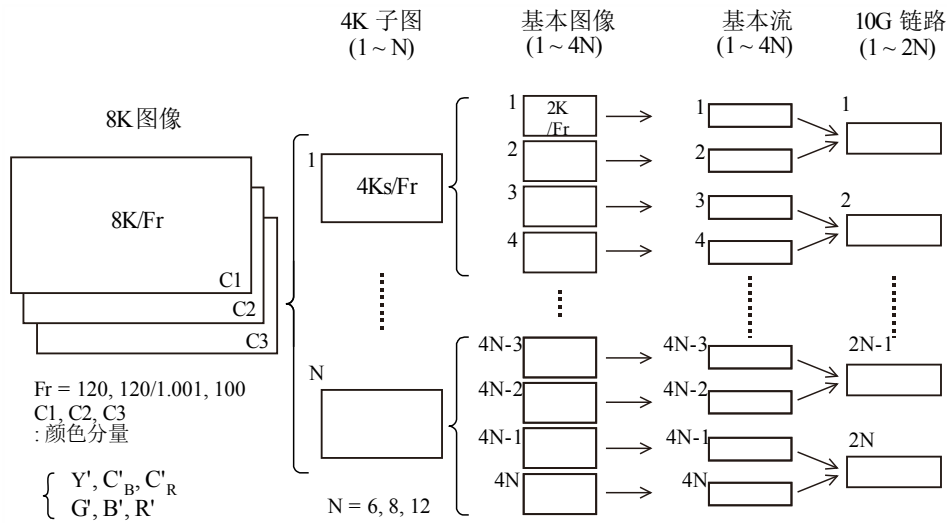 4K 子图
(1 ~ N)
基本图像
(1 ~ 4N)
基本流
(1 ~ 4N)
10G 链路
(1 ~ 2N)
8K 图像
8K/Fr
C1
C2
C3
Fr = 120, 120/1.001, 100
C1, C2, C3
: 颜色分量
Y', C'B, C'R
G', B', R'
1
4Ks/Fr
N
N = 6, 8, 12
1
2K
/Fr
2
3
4
4N-3
4N-2
4N-1
4N
1
2
3
4
4N-3
4N-2
4N-1
4N
1
2
2N-1
2N